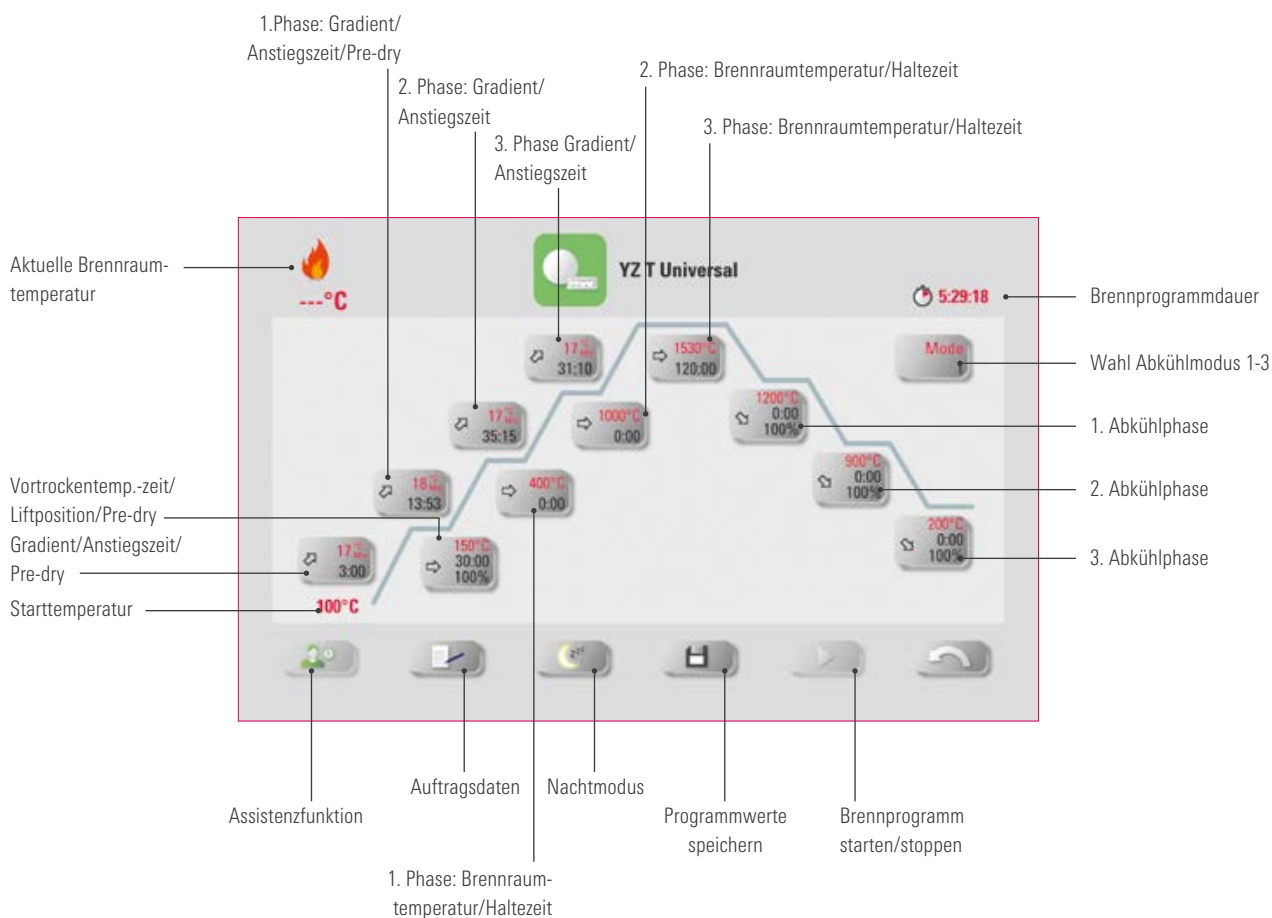 1.Phase: Gradient/
Anstiegszeit/Pre-dry
2. Phase: Gradient/
Anstiegszeit
3. Phase Gradient/
Anstiegszeit
2. Phase: Brennraumtemperatur/Haltezeit
3. Phase: Brennraumtemperatur/Haltezeit
Aktuelle Brennraum-
temperatur
---°C
YZ T Universal
5:29:18
Brennprogrammdauer
17
31:10
1530°C
120:00
Mode
1
Wahl Abkühlmodus 1-3
17
35:15
1000°C
0:00
1200°C
0:00
100%
1. Abkühlphase
18
13:53
400°C
0:00
900°C
0:00
100%
2. Abkühlphase
Vortrockentemp.-zeit/
Liftposition/Pre-dry
Gradient/Anstiegszeit/
Pre-dry
17
3:00
150°C
30:00
100%
200°C
0:00
100%
3. Abkühlphase
Starttemperatur
100°C
Assistenzfunktion
Auftragsdaten
Nachtmodus
Programmwerte
speichern
Brennprogramm
starten/stoppen
1. Phase: Brennraum-
temperatur/Haltezeit